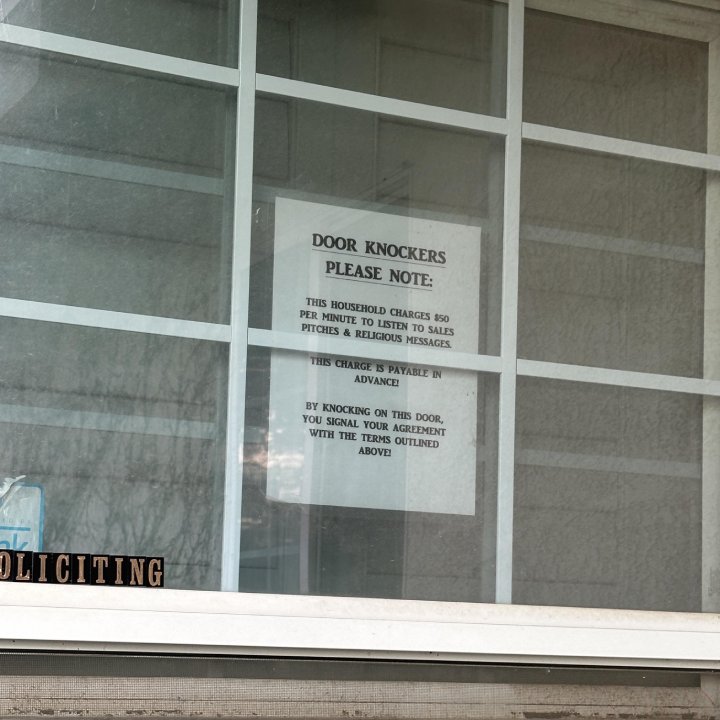 DOOR KNOCKERS
PLEASE NOTE:
THIS HOUSEHOLD CHARGES $50
PER MINUTE TO LISTEN TO SALES
PITCHES & RELIGIOUS MESSAGES.
THIS CHARGE IS PAYABLE IN
ADVANCE!
BY KNOCKING ON THIS DOOR,
YOU SIGNAL YOUR AGREEMENT
WITH THE TERMS OUTLINED
ABOVE!
OLICITING